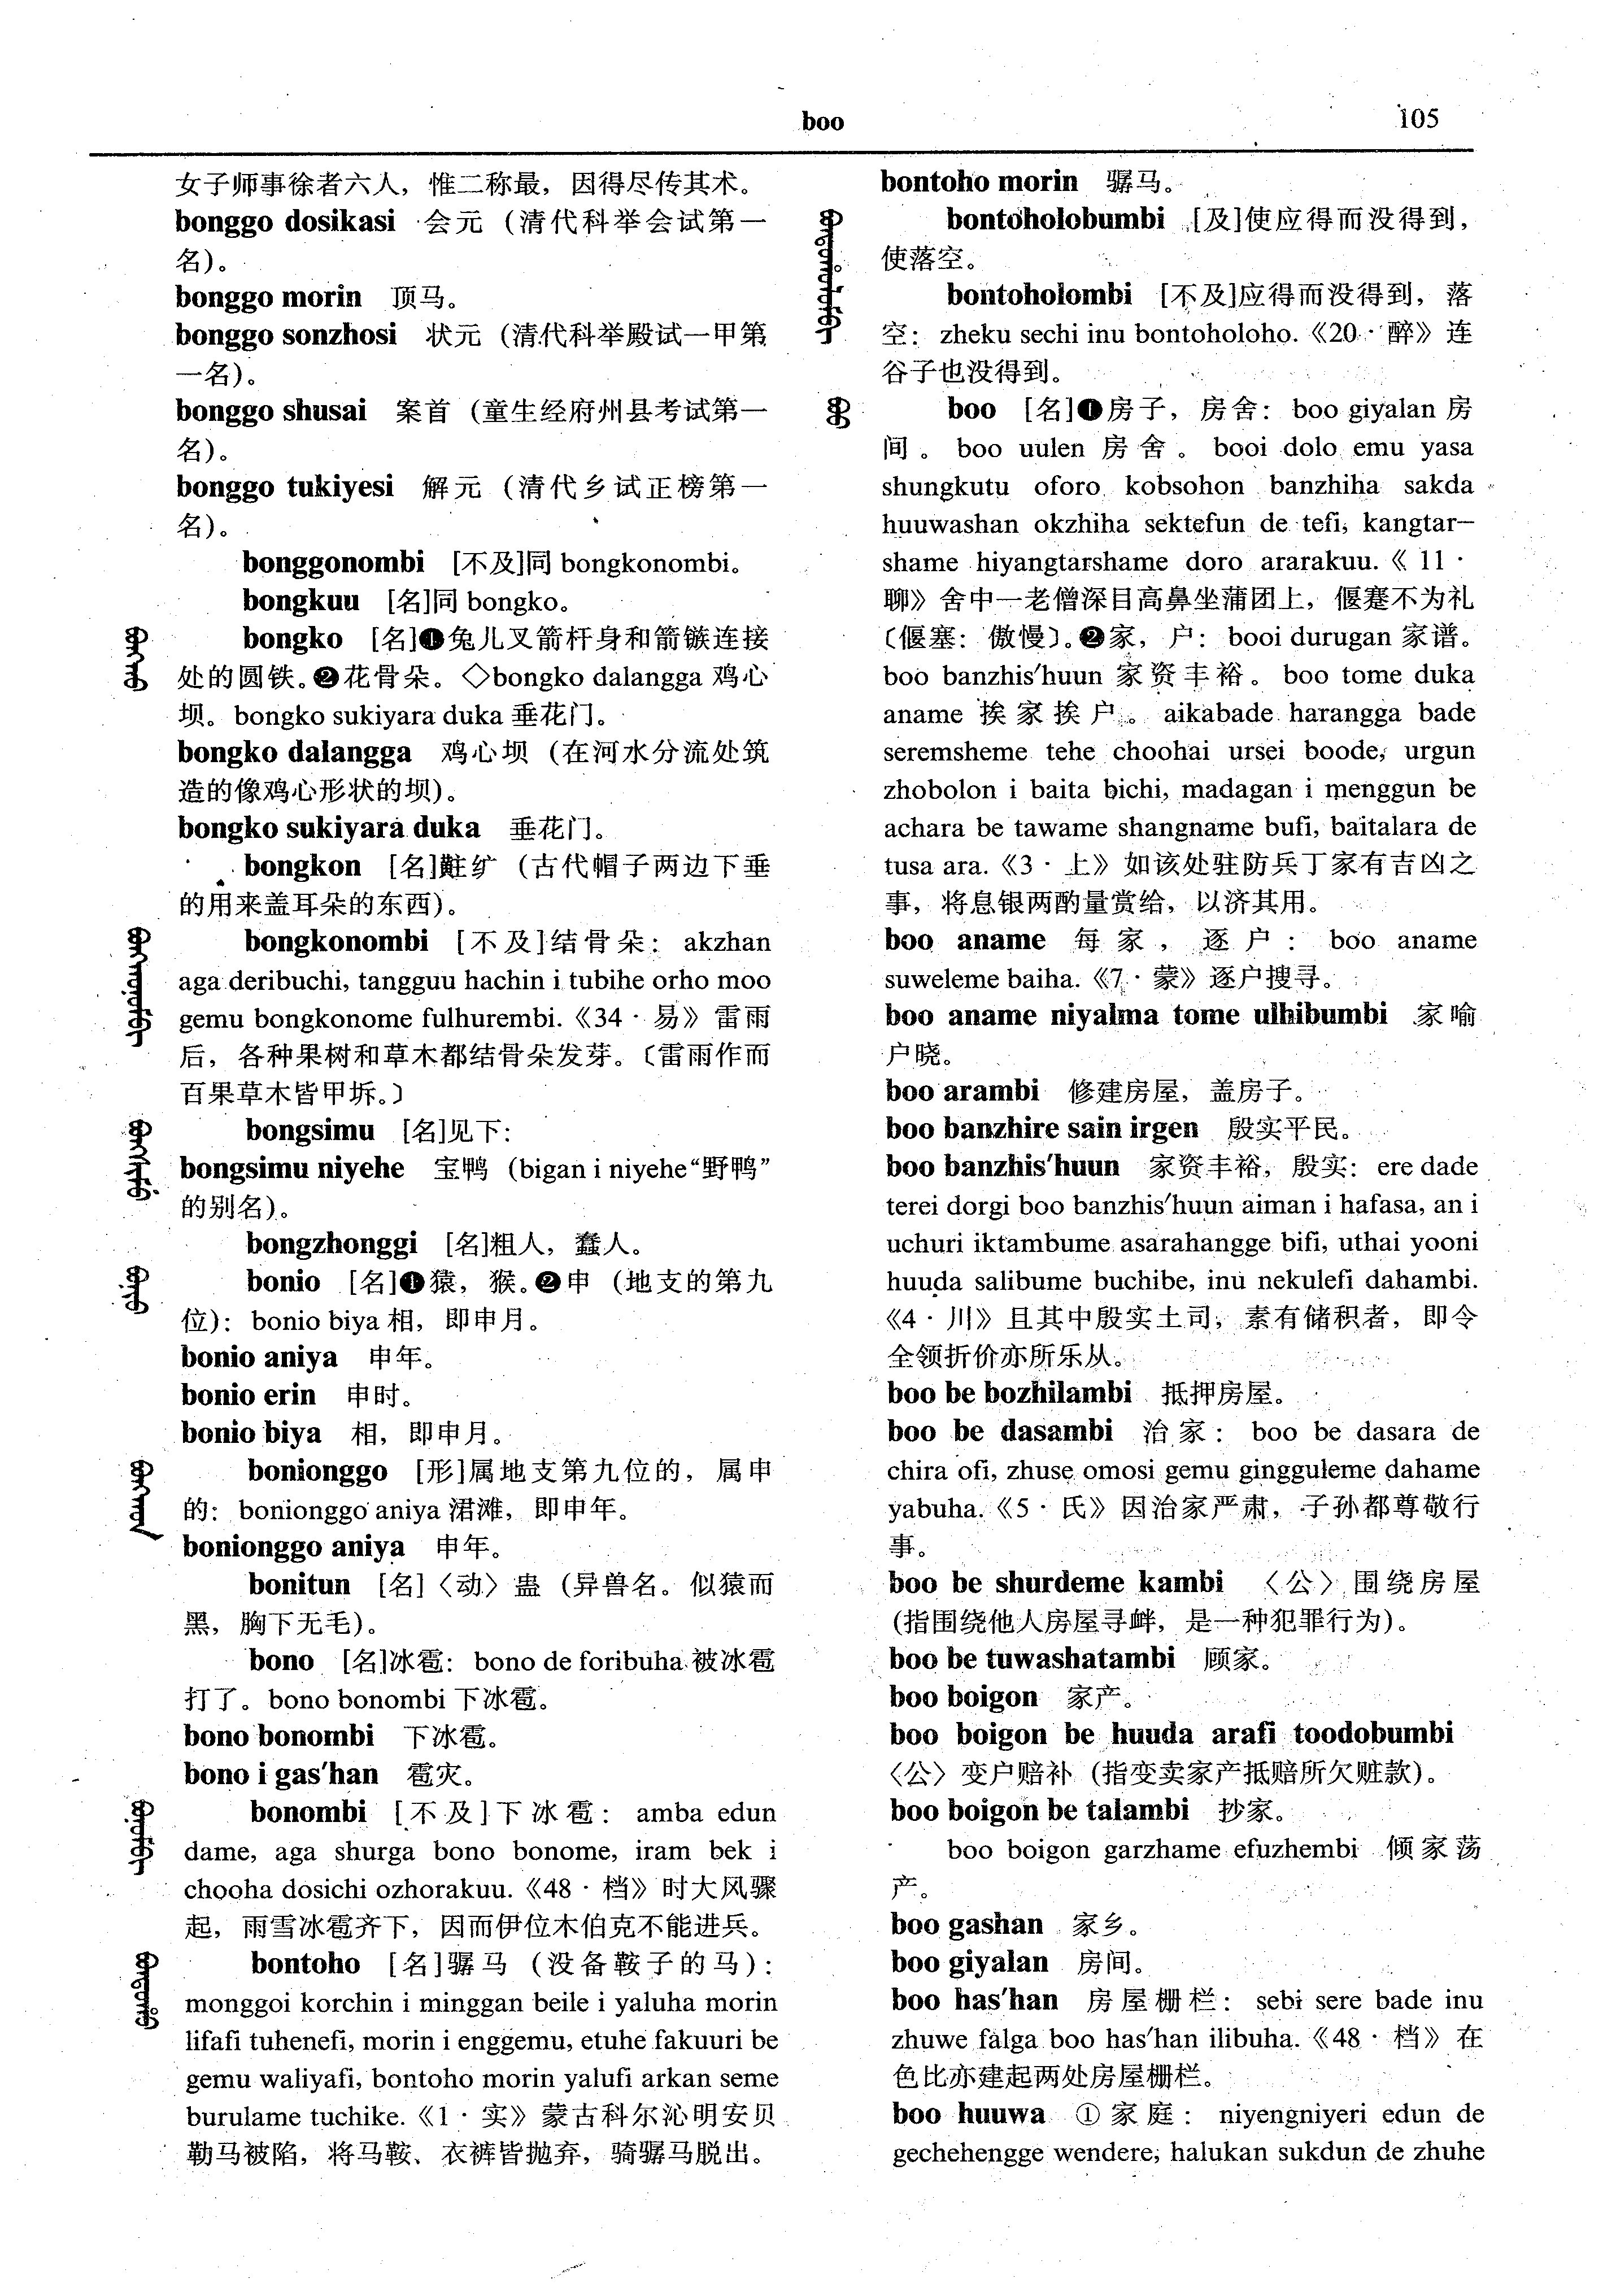 boo
105
女子师事徐者六人，惟二称最，因得尽传其术。
bonggo dosikasi 会元（清代科举会试第一
名）。
bonggo morin 顶马。
bonggo sonzhosi 状元（清代科举殿试一甲第
一名）。
bonggo shusai 案首（童生经府州县考试第一
名）。
bonggo tukiyesi 解元（清代乡试正榜第一
名）。
bonggonombi [不及]同 bongkonombi。
bongkuu [名]同 bongko。
bongko [名]❶兔儿叉箭杆身和箭镞连接
处的圆铁。❷花骨朵。◇bongko dalangga 鸡心
坝。bongko sukiyara duka 垂花门。
bongko dalangga 鸡心坝（在河水分流处筑
造的像鸡心形状的坝）。
bongko sukiyara duka 垂花门。
bongkon [名]黈纩（古代帽子两边下垂
的用来盖耳朵的东西）。
bongkonombi [不及]结骨朵：akzhan
aga deribuchi, tangguu hachin i tubihe orho moo
gemu bongkonome fulhurembi.《34·易》雷雨
后，各种果树和草木都结骨朵发芽。〔雷雨作而
百果草木皆甲坼。〕
bongsimu [名]见下：
bongsimu niyehe 宝鸭（bigan i niyehe“野鸭”
的别名）。
bongzhonggi [名]粗人，蠢人。
bonio [名]❶猿，猴。❷申（地支的第九
位）：bonio biya 相，即申月。
bonio aniya 申年。
bonio erin 申时。
bonio biya 相，即申月。
bonionggo [形]属地支第九位的，属申
的：bonionggo aniya 涒滩，即申年。
bonionggo aniya 申年。
bonitun [名]〈动〉蛊（异兽名。似猿而
黑，胸下无毛）。
bono [名]冰雹：bono de foribuha 被冰雹
打了。bono bonombi 下冰雹。
bono bonombi 下冰雹。
bono i gas'han 雹灾。
bonombi [不及]下冰雹：amba edun
dame, aga shurga bono bonome, iram bek i
chooha dosichi ozhorakuu.《48·档》时大风骤
起，雨雪冰雹齐下，因而伊位木伯克不能进兵。
bontoho [名]骣马（没备鞍子的马）：
monggoi korchin i minggan beile i yaluha morin
lifafi tuhenefi, morin i enggemu, etuhe fakuuri be
gemu waliyafi, bontoho morin yalufi arkan seme
burulame tuchike.《1·实》蒙古科尔沁明安贝
勒马被陷，将马鞍、衣裤皆抛弃，骑骣马脱出。
bontoho morin 骣马。
bontoholobumbi [及]使应得而没得到，
使落空。
bontoholombi [不及]应得而没得到，落
空：zheku sechi inu bontoholoho.《20·醉》连
谷子也没得到。
boo [名]❶房子，房舍：boo giyalan 房
间。boo uulen 房舍。booi dolo emu yasa
shungkutu oforo kobsohon banzhiha sakda
huuwashan okzhiha sektefun de tefi, kangtar—
shame hiyangtarshame doro ararakuu.《11·
聊》舍中一老僧深目高鼻坐蒲团上，偃蹇不为礼
〔偃塞：傲慢〕。❷家，户：booi durugan 家谱。
boo banzhis'huun 家资丰裕。boo tome duka
aname 挨家挨户。aikabade harangga bade
seremsheme tehe choohai ursei boode, urgun
zhobolon i baita bichi, madagan i menggun be
achara be tawame shangname bufi, baitalara de
tusa ara.《3·上》如该处驻防兵丁家有吉凶之
事，将息银两酌量赏给，以济其用。
boo aname 每家，逐户：boo aname
suweleme baiha.《7·蒙》逐户搜寻。
boo aname niyalma tome ulhibumbi 家喻
户晓。
boo arambi 修建房屋，盖房子。
boo banzhire sain irgen 殷实平民。
boo banzhis'huun 家资丰裕，殷实：ere dade
terei dorgi boo banzhis'huun aiman i hafasa, an i
uchuri iktambume asarahangge bifi, uthai yooni
huuda salibume buchibe, inu nekulefi dahambi.
《4·川》且其中殷实土司，素有储积者，即令
全领折价亦所乐从。
boo be bozhilambi 抵押房屋。
boo be dasambi 治家：boo be dasara de
chira ofi, zhuse omosi gemu gingguleme dahame
yabuha.《5·氏》因治家严肃，子孙都尊敬行
事。
boo be shurdeme kambi 〈公〉围绕房屋
（指围绕他人房屋寻衅，是一种犯罪行为）。
boo be tuwashatambi 顾家。
boo boigon 家产。
boo boigon be huuda arafi toodobumbi
〈公〉变户赔补（指变卖家产抵赔所欠赃款）。
boo boigon be talambi 抄家。
boo boigon garzhame efuzhembi 倾家荡
产。
boo gashan 家乡。
boo giyalan 房间。
boo has'han 房屋栅栏：sebi sere bade inu
zhuwe falga boo has'han ilibuha.《48·档》在
色比亦建起两处房屋栅栏。
boo huuwa ①家庭：niyengniyeri edun de
gechehengge wendere, halukan sukdun de zhuhe